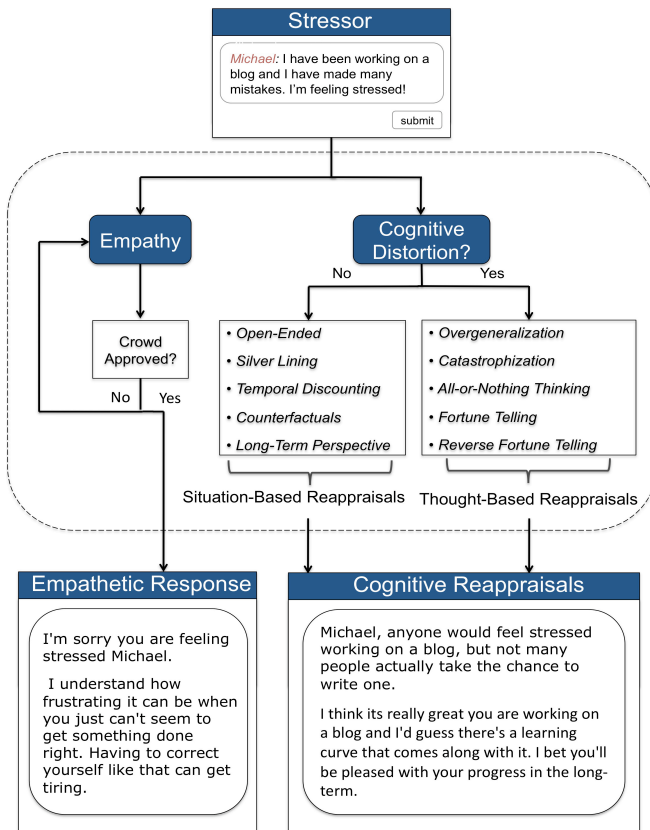 Stressor
Michael: I have been working on a
blog and I have made many
mistakes. I'm feeling stressed!
submit
Empathy
Cognitive
Distortion?
No
Yes
Crowd
Approved?
No
Yes
• Open-Ended
• Silver Lining
• Temporal Discounting
• Counterfactuals
• Long-Term Perspective
• Overgeneralization
• Catastrophization
• All-or-Nothing Thinking
• Fortune Telling
• Reverse Fortune Telling
Situation-Based Reappraisals
Thought-Based Reappraisals
Empathetic Response
I'm sorry you are feeling
stressed Michael.
I understand how
frustrating it can be when
you just can't seem to
get something done
right. Having to correct
yourself like that can get
tiring.
Cognitive Reappraisals
Michael, anyone would feel stressed
working on a blog, but not many
people actually take the chance to
write one.
I think its really great you are working on
a blog and I'd guess there's a learning
curve that comes along with it. I bet you'll
be pleased with your progress in the long-
term.